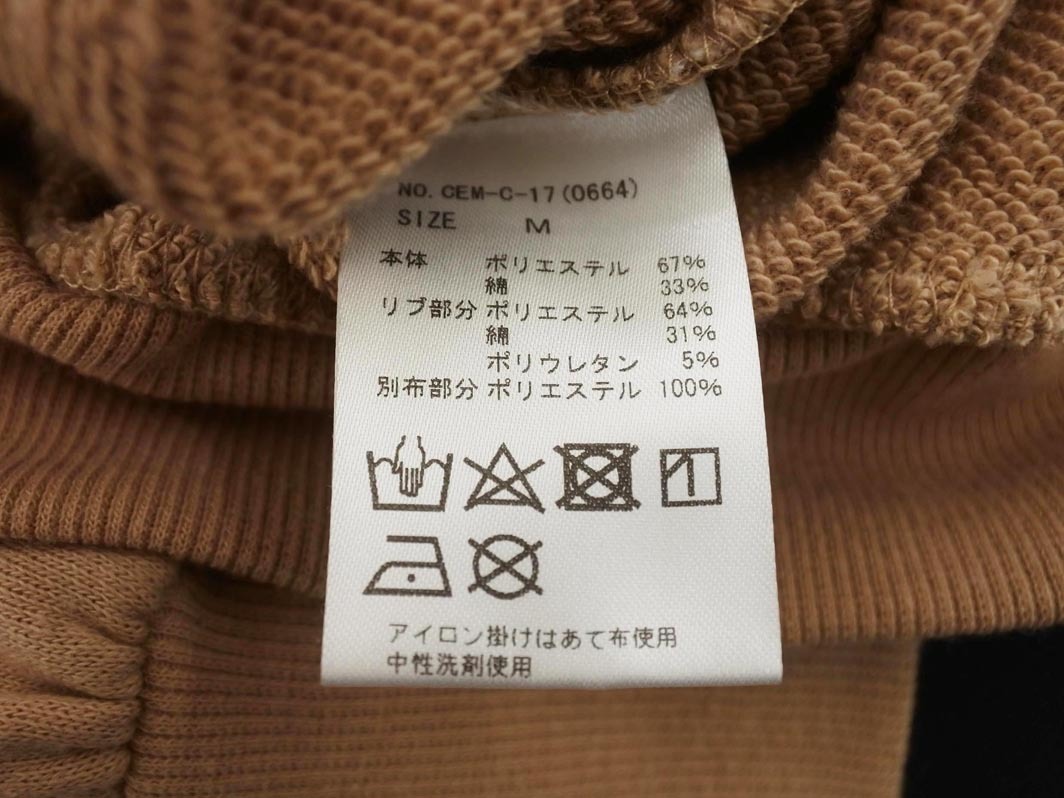 NO. CEM-C-17(0664)
SIZE M
本体 ポリエステル 67%
綿 33%
リブ部分 ポリエステル 64%
綿 31%
ポリウレタン 5%
別布部分 ポリエステル 100%
アイロン掛けはあて布使用
中性洗剤使用